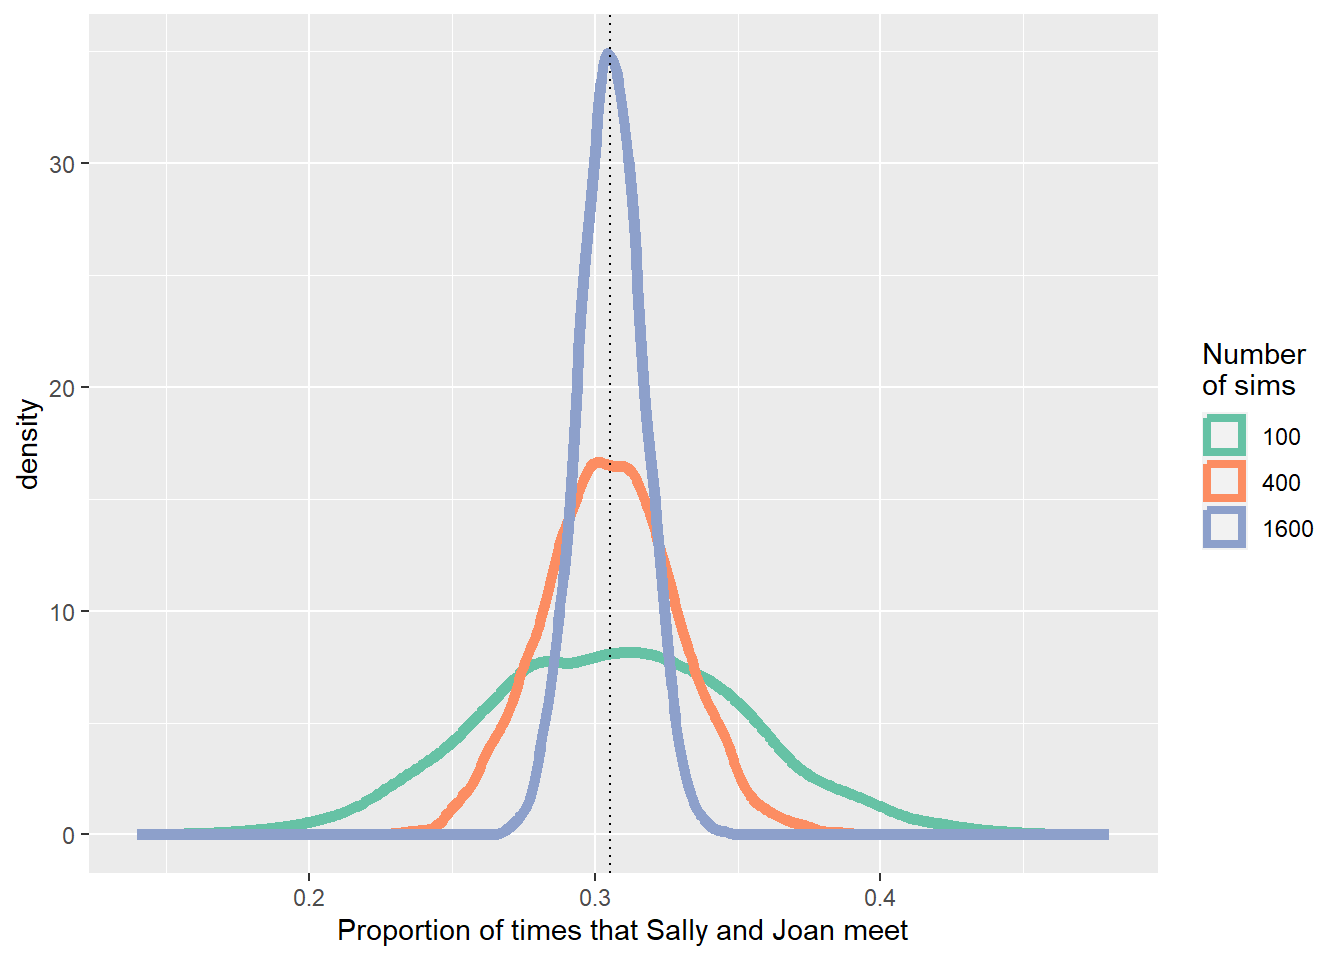 30
20
10
0
density
0.2
0.3
0.4
Proportion of times that Sally and Joan meet
Number
of sims
100
400
1600